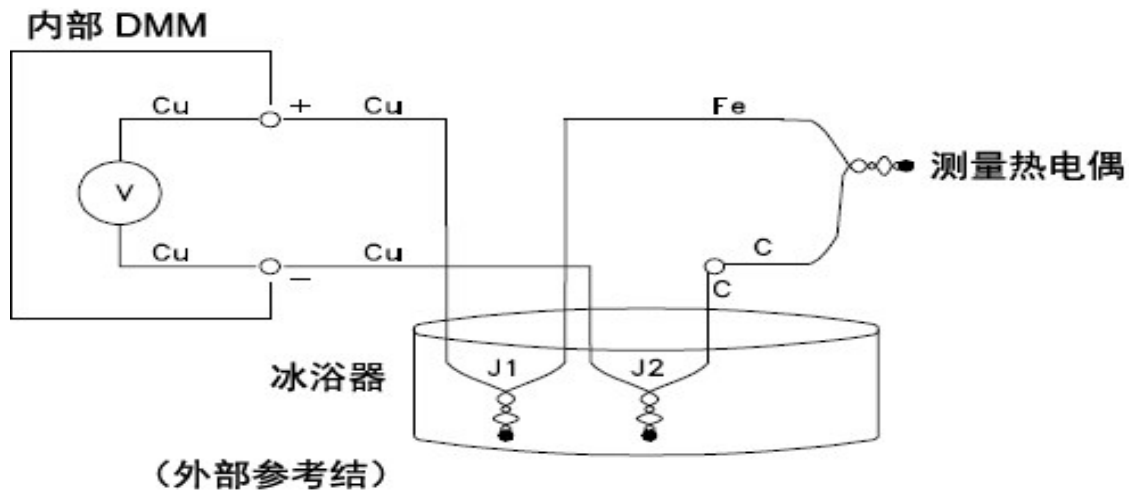 内部 DMM
Cu + Cu Fe
V
测量热电偶
Cu − Cu C
C
J1 J2
冰浴器
（外部参考结）